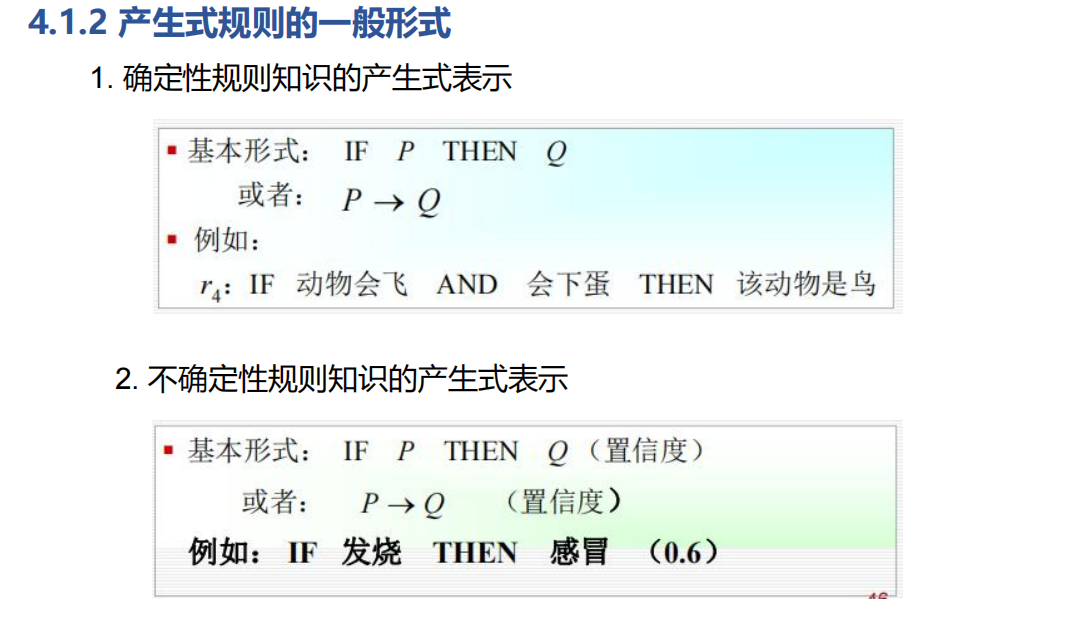 4.1.2 产生式规则的一般形式
1. 确定性规则知识的产生式表示
▪ 基本形式： IF P THEN Q
或者： P → Q
▪ 例如：
r₄：IF 动物会飞 AND 会下蛋 THEN 该动物是鸟
2. 不确定性规则知识的产生式表示
▪ 基本形式： IF P THEN Q（置信度）
或者： P → Q （置信度）
例如：IF 发烧 THEN 感冒 （0.6）